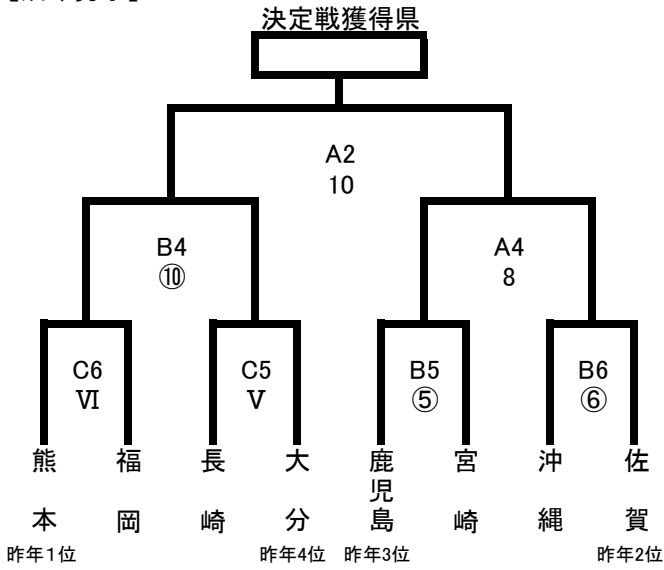 決定戦獲得県
A2
10
B4
⑩
A4
8
C6
Ⅵ
C5
Ⅴ
B5
⑤
B6
⑥
熊本
福岡
長崎
大分
鹿児島
宮崎
沖縄
佐賀
昨年1位
昨年4位
昨年3位
昨年2位